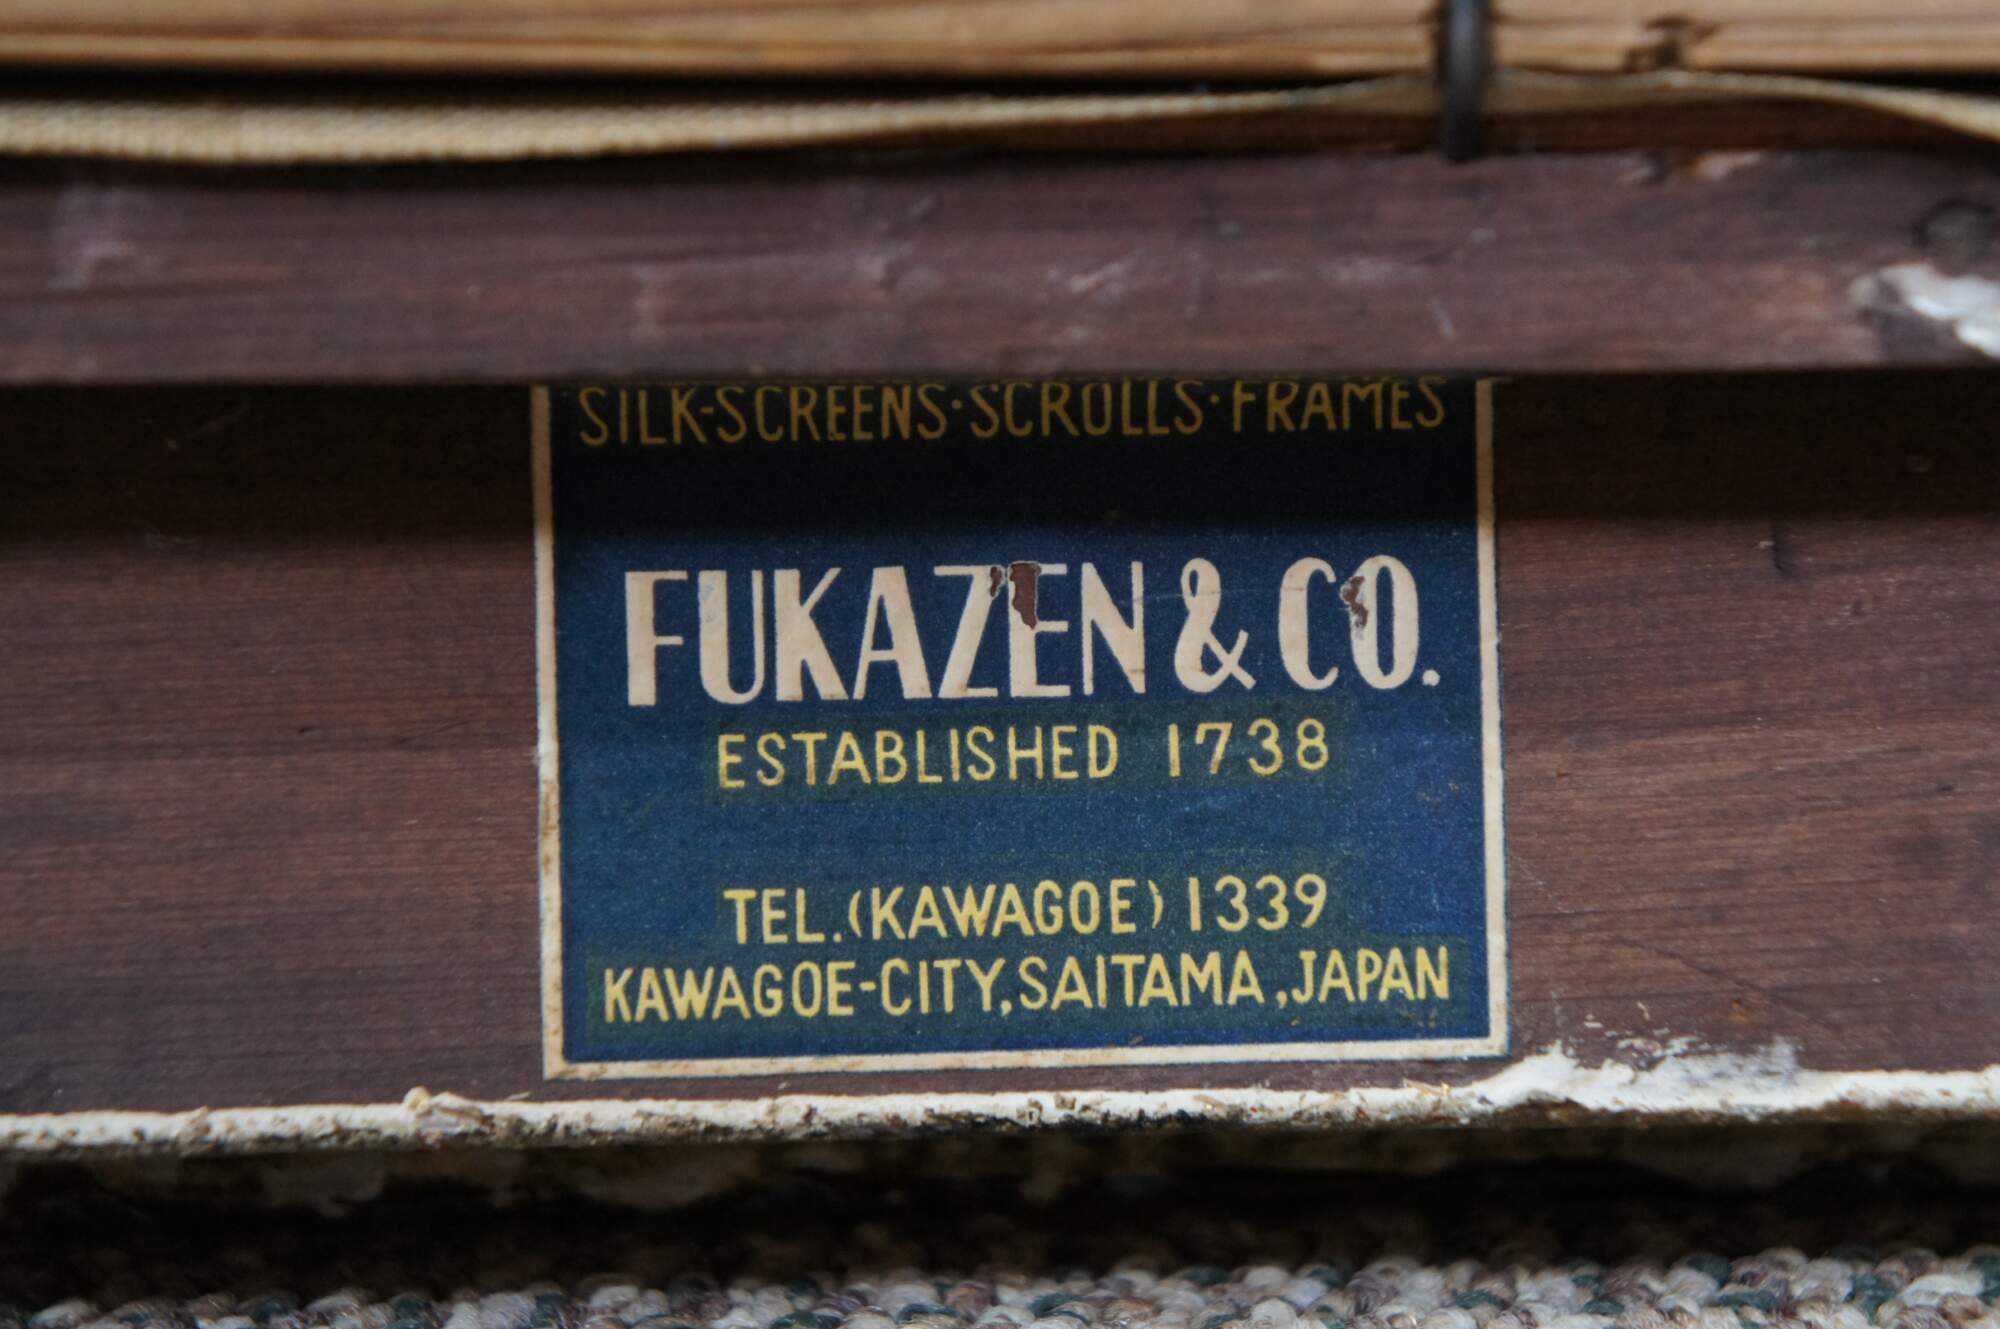 SILK-SCREENS·SCROLLS·FRAMES
FUKAZEN & CO.
ESTABLISHED 1738
TEL.(KAWAGOE) 1339
KAWAGOE-CITY, SAITAMA, JAPAN